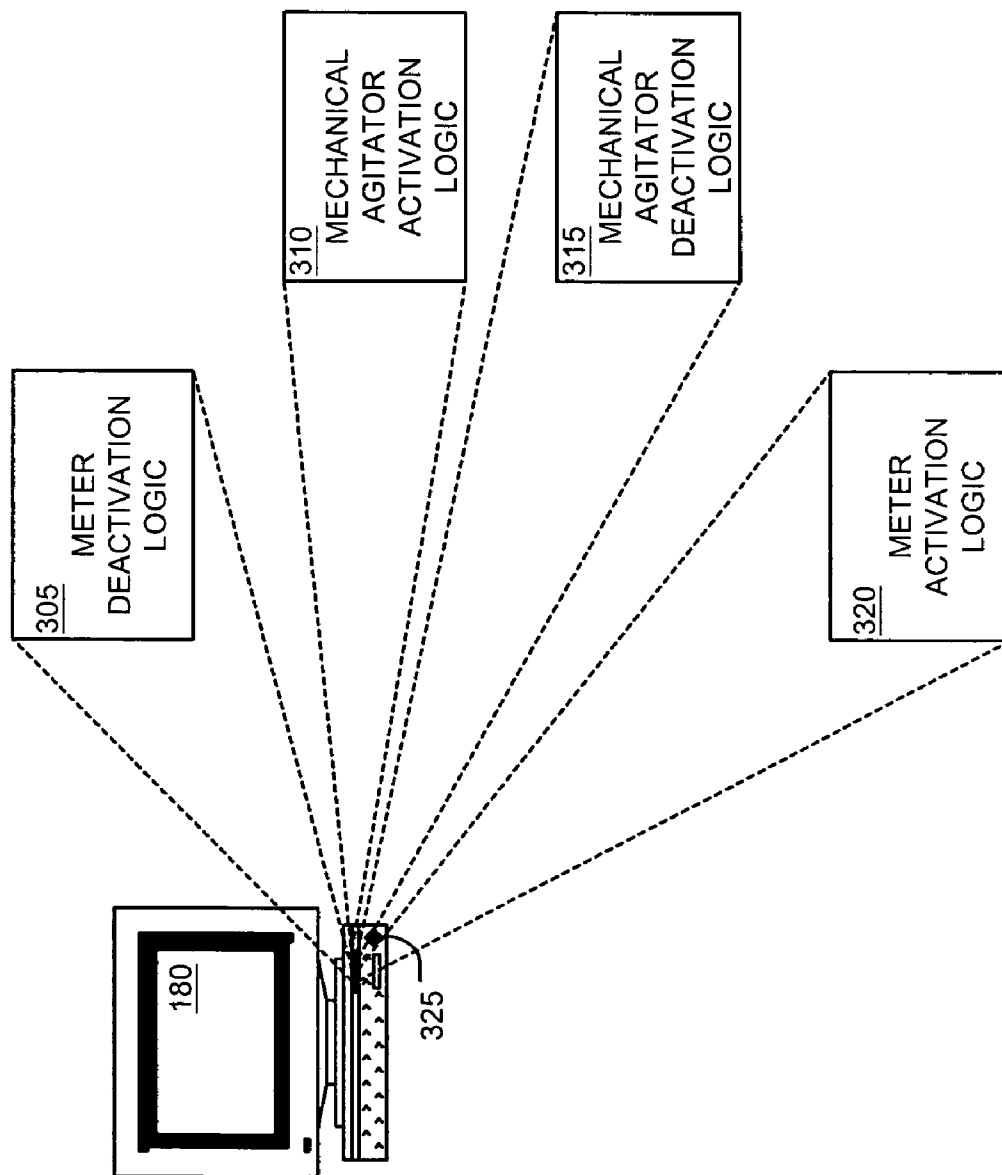 305
METER
DEACTIVATION
LOGIC
310
MECHANICAL
AGITATOR
ACTIVATION
LOGIC
315
MECHANICAL
AGITATOR
DEACTIVATION
LOGIC
320
METER
ACTIVATION
LOGIC
180
325